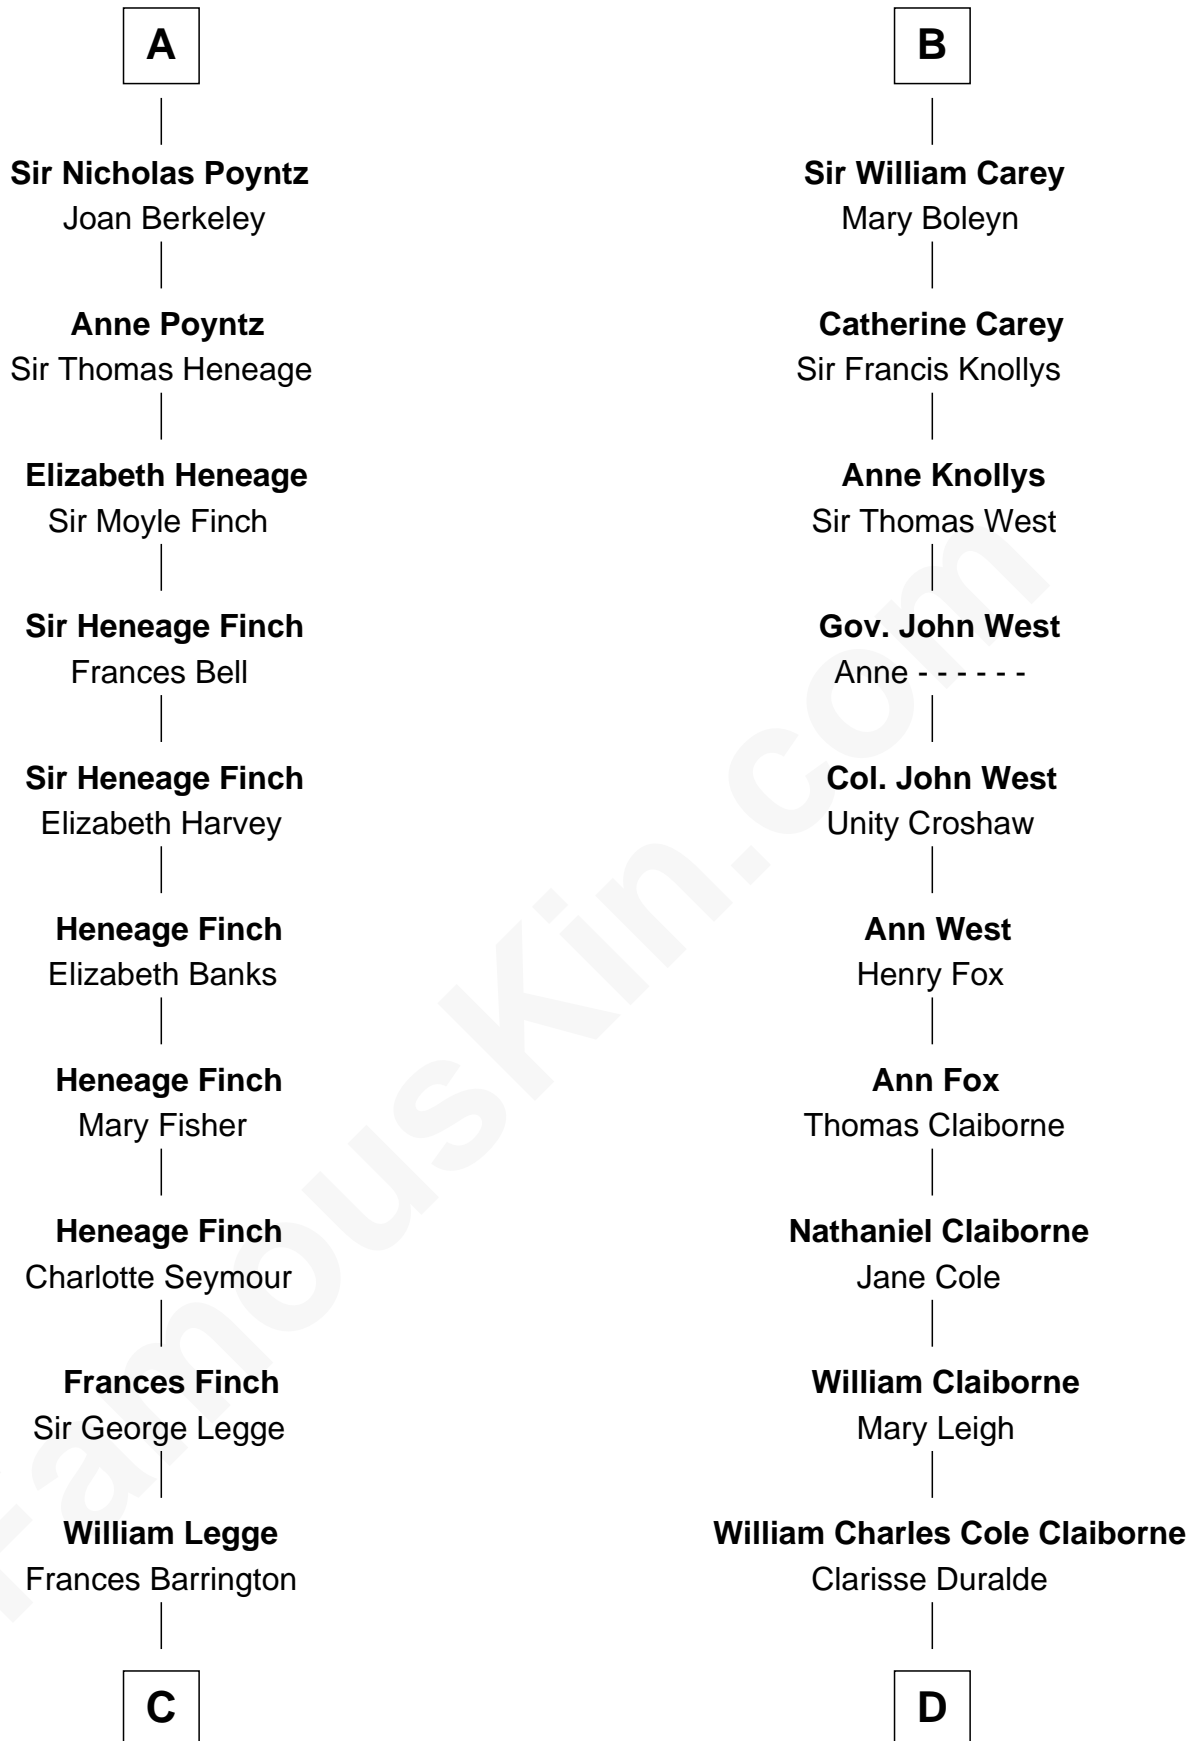 A
Sir Nicholas Poyntz
Joan Berkeley
Anne Poyntz
Sir Thomas Heneage
Elizabeth Heneage
Sir Moyle Finch
Sir Heneage Finch
Frances Bell
Sir Heneage Finch
Elizabeth Harvey
Heneage Finch
Elizabeth Banks
Heneage Finch
Mary Fisher
Heneage Finch
Charlotte Seymour
Frances Finch
Sir George Legge
William Legge
Frances Barrington
C
B
Sir William Carey
Mary Boleyn
Catherine Carey
Sir Francis Knollys
Anne Knollys
Sir Thomas West
Gov. John West
Anne - - - - - -
Col. John West
Unity Croshaw
Ann West
Henry Fox
Ann Fox
Thomas Claiborne
Nathaniel Claiborne
Jane Cole
William Claiborne
Mary Leigh
William Charles Cole Claiborne
Clarisse Duralde
D
FamousKin.com